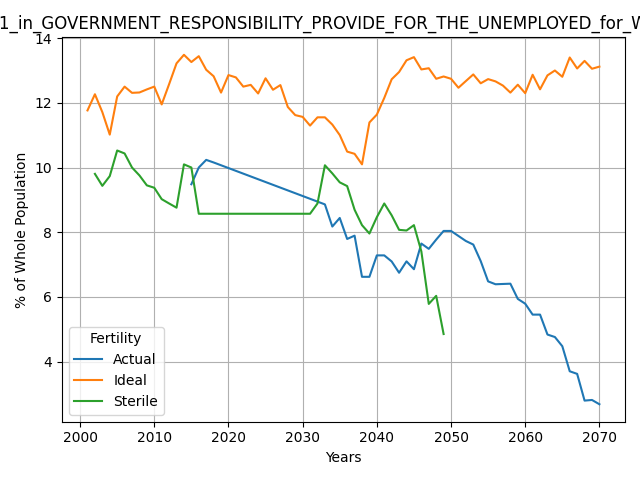 1_in_GOVERNMENT_RESPONSIBILITY_PROVIDE_FOR_THE_UNEMPLOYED_for_W
14
12
10
8
6
4
% of Whole Population
Fertility
Actual
Ideal
Sterile
2000 2010 2020 2030 2040 2050 2060 2070
Years